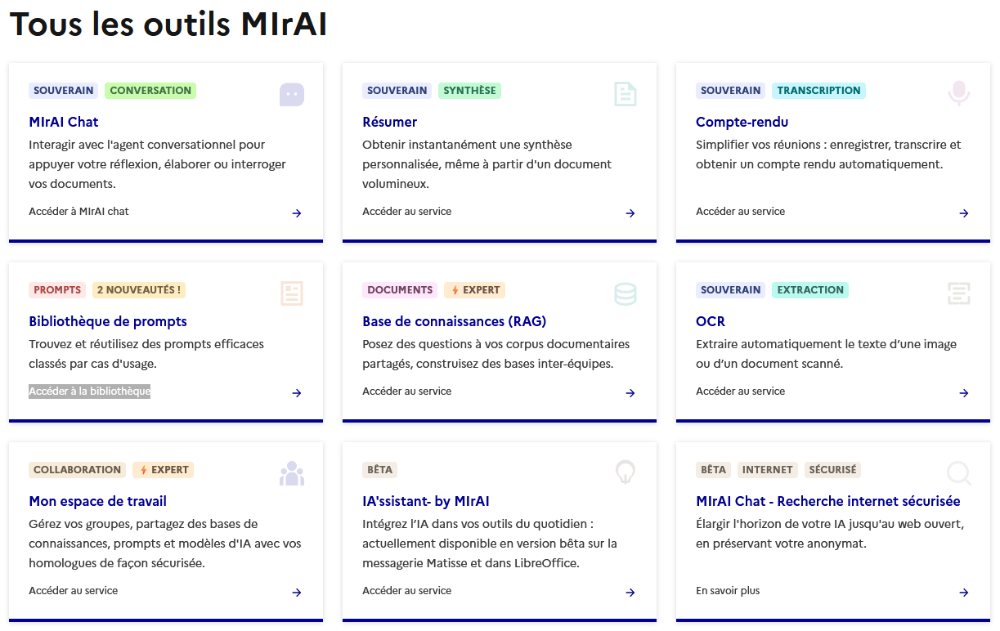 Tous les outils MIrAI
SOUVERAIN CONVERSATION
MIrAI Chat
Interagir avec l'agent conversationnel pour
appuyer votre réflexion, élaborer ou interroger
vos documents.
Accéder à MIrAI chat
SOUVERAIN SYNTHÈSE
Résumer
Obtenir instantanément une synthèse
personnalisée, même à partir d'un document
volumineux.
Accéder au service
SOUVERAIN TRANSCRIPTION
Compte-rendu
Simplifier vos réunions : enregistrer, transcrire et
obtenir un compte rendu automatiquement.
Accéder au service
PROMPTS 2 NOUVEAUTÉS !
Bibliothèque de prompts
Trouvez et réutilisez des prompts efficaces
classés par cas d'usage.
Accéder à la bibliothèque
DOCUMENTS EXPERT
Base de connaissances (RAG)
Posez des questions à vos corpus documentaires
partagés, construisez des bases inter-équipes.
Accéder au service
SOUVERAIN EXTRACTION
OCR
Extraire automatiquement le texte d’une image
ou d’un document scanné.
Accéder au service
COLLABORATION EXPERT
Mon espace de travail
Gérez vos groupes, partagez des bases de
connaissances, prompts et modèles d'IA avec vos
homologues de façon sécurisée.
Accéder au service
BÊTA
IA'ssistant- by MIrAI
Intégrez l’IA dans vos outils du quotidien :
actuellement disponible en version bêta sur la
messagerie Matisse et dans LibreOffice.
Accéder au service
BÊTA INTERNET SÉCURISÉ
MIrAI Chat - Recherche internet sécurisée
Élargir l'horizon de votre IA jusqu'au web ouvert,
en préservant votre anonymat.
En savoir plus